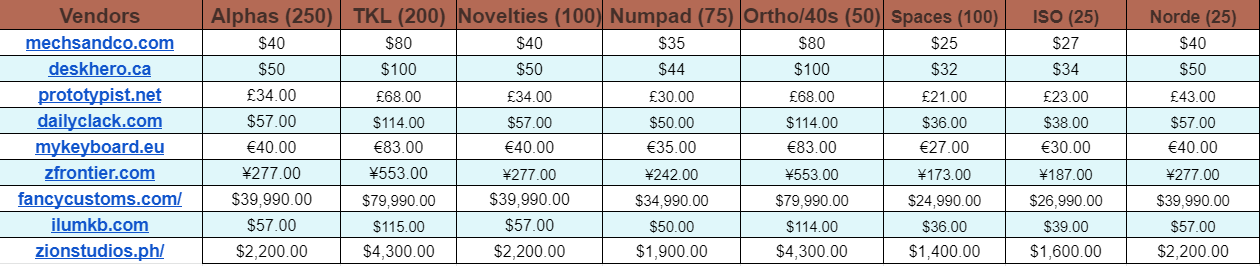 Vendors Alphas (250) TKL (200) Novelties (100) Numpad (75) Ortho/40s (50) Spaces (100) ISO (25) Norde (25)
mechsandco.com $40 $80 $40 $35 $80 $25 $27 $40
deskhero.ca $50 $100 $50 $44 $100 $32 $34 $50
prototypist.net £34.00 £68.00 £34.00 £30.00 £68.00 £21.00 £23.00 £43.00
dailyclack.com $57.00 $114.00 $57.00 $50.00 $114.00 $36.00 $38.00 $57.00
mykeyboard.eu €40.00 €83.00 €40.00 €35.00 €83.00 €27.00 €30.00 €40.00
zfrontier.com ¥277.00 ¥553.00 ¥277.00 ¥242.00 ¥553.00 ¥173.00 ¥187.00 ¥277.00
fancycustoms.com/ $39,990.00 $79,990.00 $39,990.00 $34,990.00 $79,990.00 $24,990.00 $26,990.00 $39,990.00
ilumkb.com $57.00 $115.00 $57.00 $50.00 $114.00 $36.00 $39.00 $57.00
zionstudios.ph/ $2,200.00 $4,300.00 $2,200.00 $1,900.00 $4,300.00 $1,400.00 $1,600.00 $2,200.00